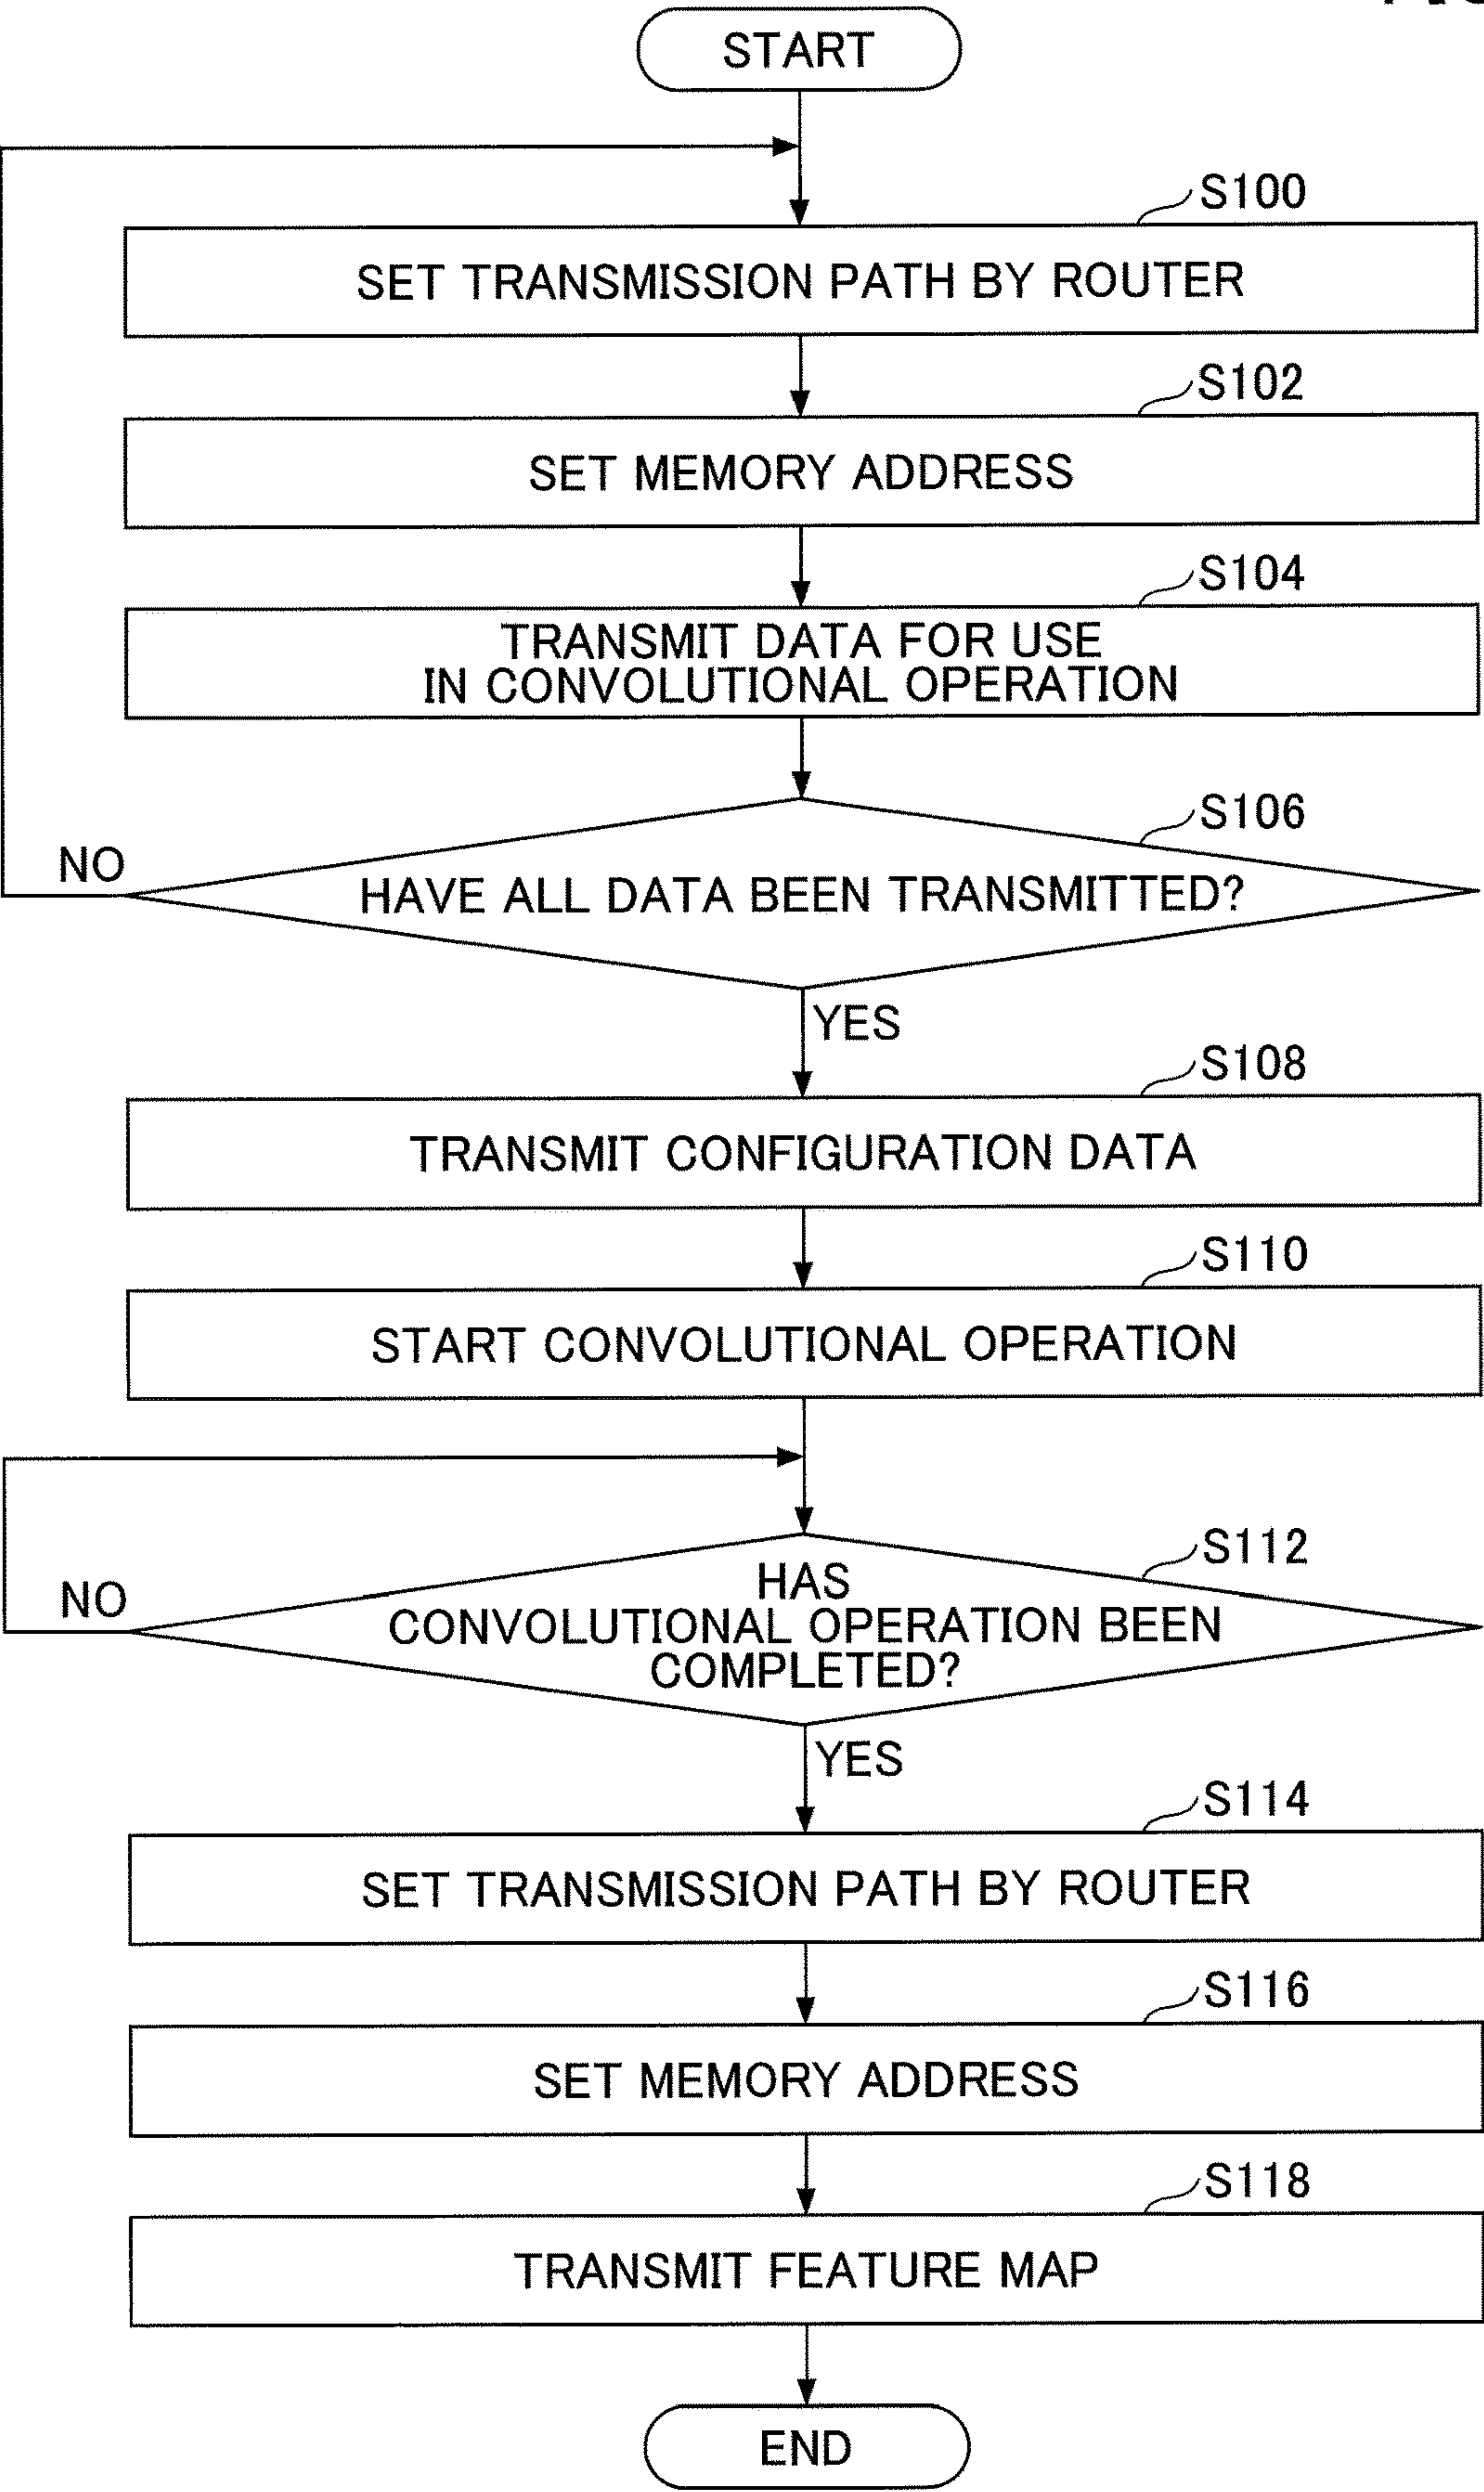 START
S100
SET TRANSMISSION PATH BY ROUTER
S102
SET MEMORY ADDRESS
S104
TRANSMIT DATA FOR USE
IN CONVOLUTIONAL OPERATION
S106
NO
HAVE ALL DATA BEEN TRANSMITTED?
YES
S108
TRANSMIT CONFIGURATION DATA
S110
START CONVOLUTIONAL OPERATION
S112
NO
HAS
CONVOLUTIONAL OPERATION BEEN
COMPLETED?
YES
S114
SET TRANSMISSION PATH BY ROUTER
S116
SET MEMORY ADDRESS
S118
TRANSMIT FEATURE MAP
END